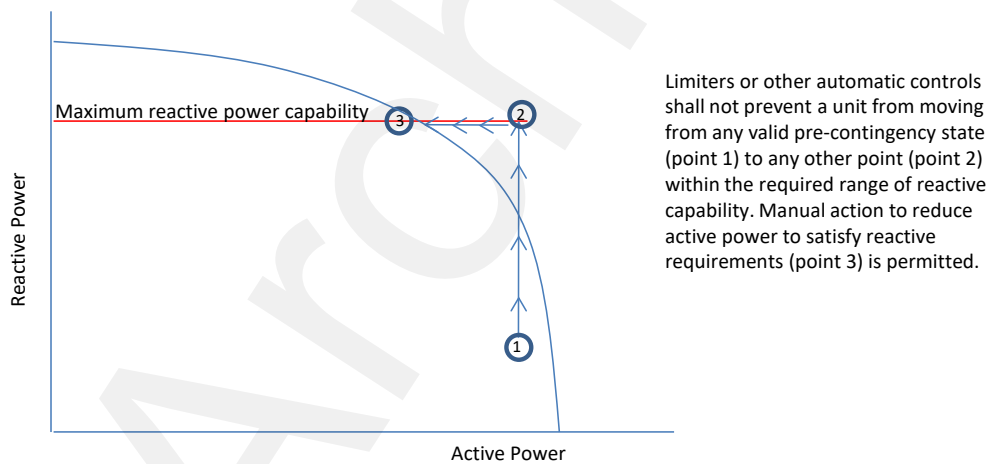 Maximum reactive power capability
3
2
1
Reactive Power
Active Power
Limiters or other automatic controls
shall not prevent a unit from moving
from any valid pre-contingency state
(point 1) to any other point (point 2)
within the required range of reactive
capability. Manual action to reduce
active power to satisfy reactive
requirements (point 3) is permitted.
Arch